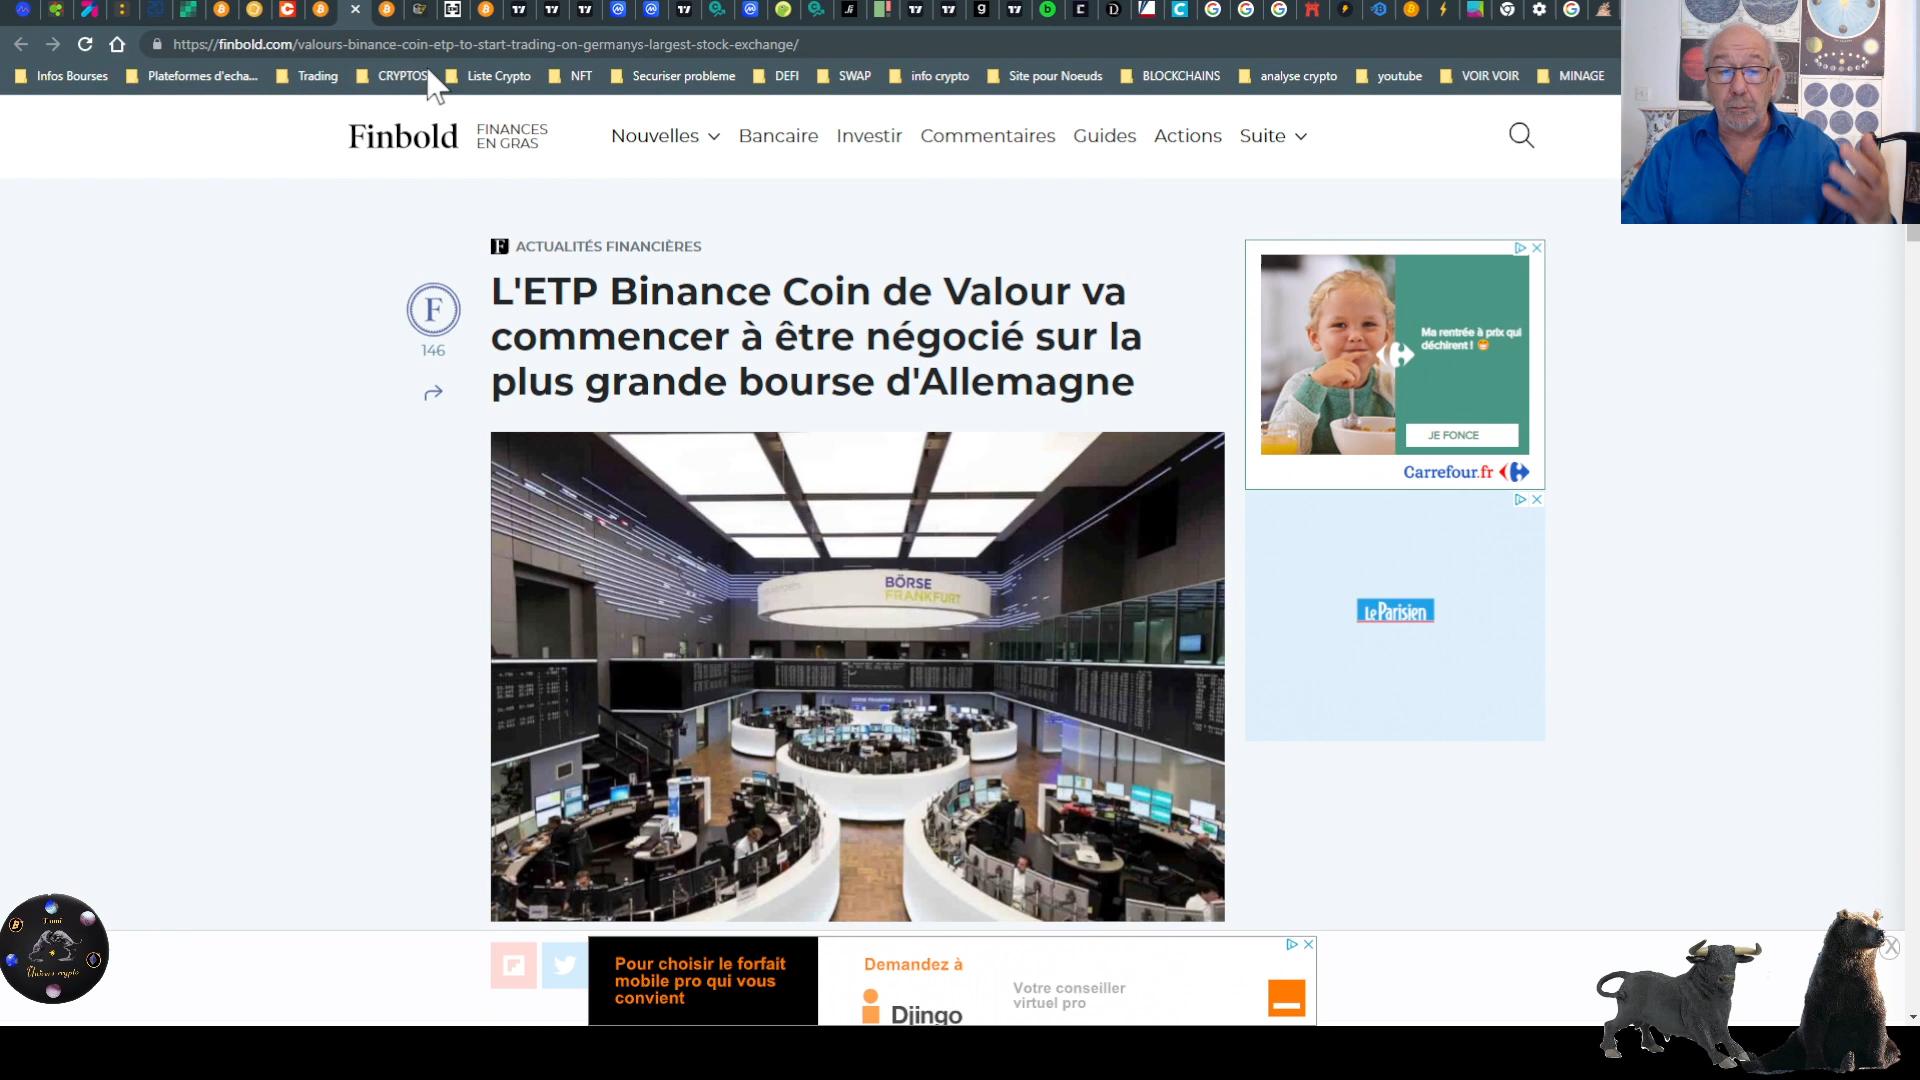 https://finbold.com/valours-binance-coin-etp-to-start-trading-on-germanys-largest-stock-exchange/
Infos Bourses
Plateformes d'echa...
Trading
CRYPTOS
Liste Crypto
NFT
Securiser probleme
DEFI
SWAP
info crypto
Site pour Noeuds
BLOCKCHAINS
analyse crypto
youtube
VOIR VOIR
MINAGE
Finbold
FINANCES
EN GRAS
Nouvelles
Bancaire
Investir
Commentaires
Guides
Actions
Suite
ACTUALITÉS FINANCIÈRES
L'ETP Binance Coin de Valour va
commencer à être négocié sur la
plus grande bourse d'Allemagne
F
146
Ma rentrée à prix qui
déchirent !
JE FONCE
Carrefour.fr
Le Parisien
BÖRSE
FRANKFURT
Pour choisir le forfait
mobile pro qui vous
convient
Demandez à
Djingo
Votre conseiller
virtuel pro
Univers crypto